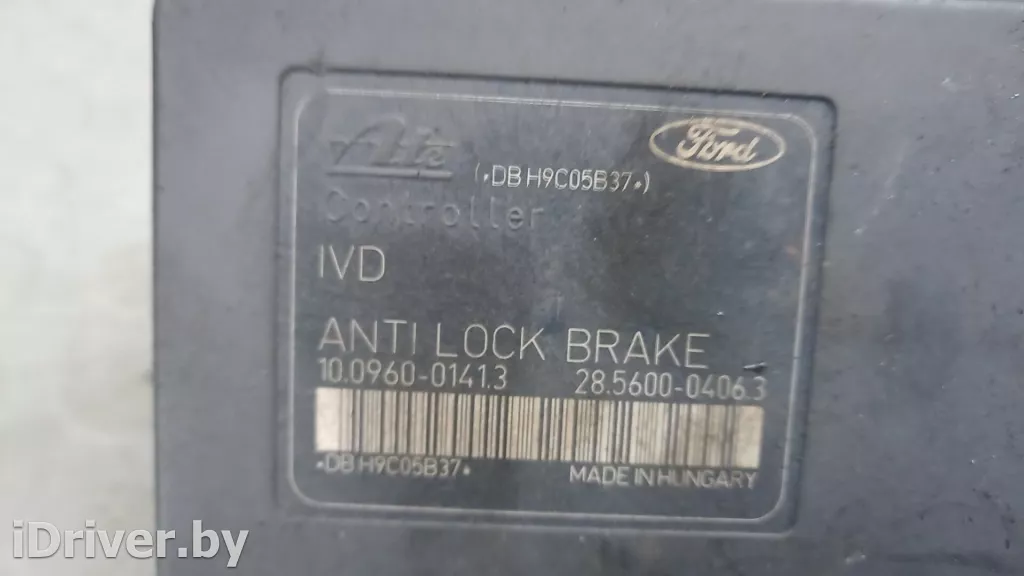 Ate
Ford
(•DB H9C05B37•)
Controller
IVD
ANTI LOCK BRAKE
10.0960-0141.3 28.5600-0406.3
•DB H9C05B37• MADE IN HUNGARY
iDriver.by